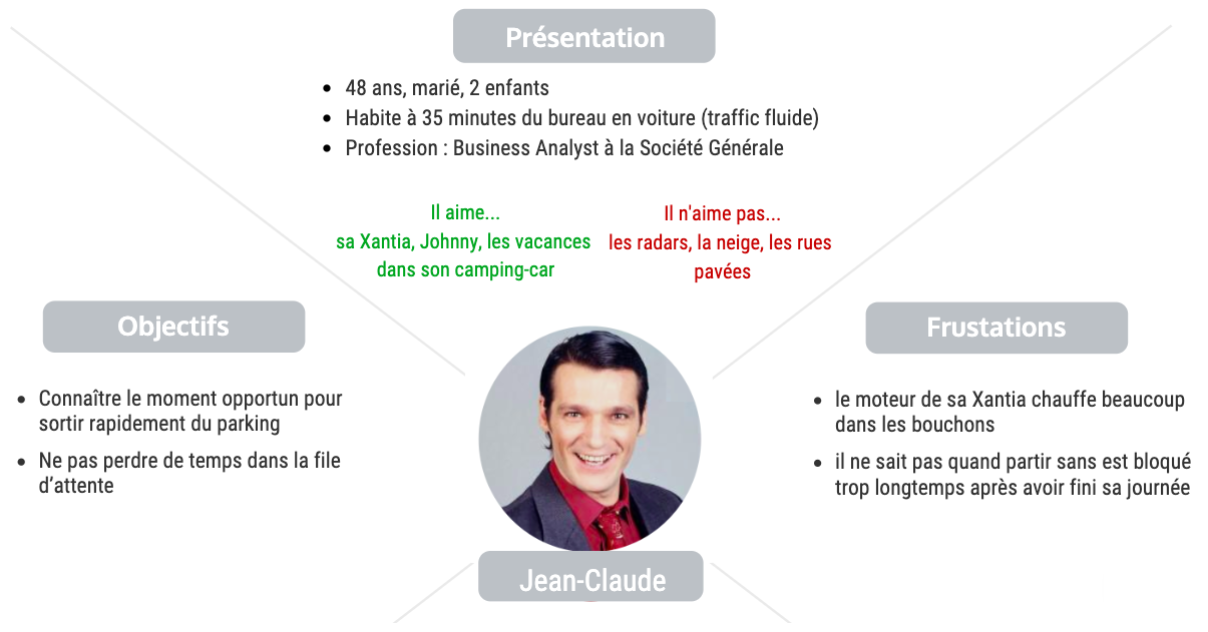 Présentation
48 ans, marié, 2 enfants
Habite à 35 minutes du bureau en voiture (traffic fluide)
Profession : Business Analyst à la Société Générale
Il aime...
sa Xantia, Johnny, les vacances
dans son camping-car
Il n'aime pas...
les radars, la neige, les rues
pavées
Objectifs
Connaître le moment opportun pour
sortir rapidement du parking
Ne pas perdre de temps dans la file
d’attente
Frustations
le moteur de sa Xantia chauffe beaucoup
dans les bouchons
il ne sait pas quand partir sans est bloqué
trop longtemps après avoir fini sa journée
Jean-Claude